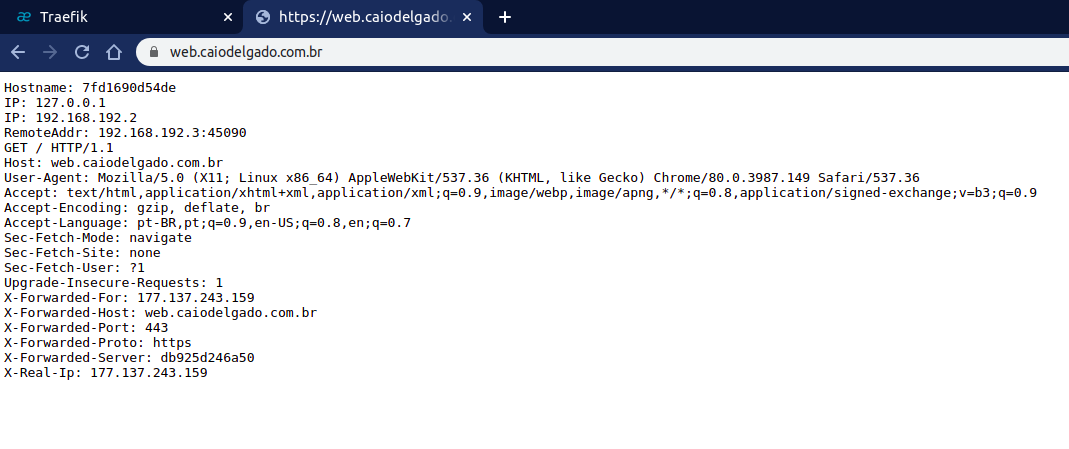 Traefik
https://web.caiodelgado.
web.caiodelgado.com.br
Hostname: 7fd1690d54de
IP: 127.0.0.1
IP: 192.168.192.2
RemoteAddr: 192.168.192.3:45090
GET / HTTP/1.1
Host: web.caiodelgado.com.br
User-Agent: Mozilla/5.0 (X11; Linux x86_64) AppleWebKit/537.36 (KHTML, like Gecko) Chrome/80.0.3987.149 Safari/537.36
Accept: text/html,application/xhtml+xml,application/xml;q=0.9,image/webp,image/apng,*/*;q=0.8,application/signed-exchange;v=b3;q=0.9
Accept-Encoding: gzip, deflate, br
Accept-Language: pt-BR,pt;q=0.9,en-US;q=0.8,en;q=0.7
Sec-Fetch-Mode: navigate
Sec-Fetch-Site: none
Sec-Fetch-User: ?1
Upgrade-Insecure-Requests: 1
X-Forwarded-For: 177.137.243.159
X-Forwarded-Host: web.caiodelgado.com.br
X-Forwarded-Port: 443
X-Forwarded-Proto: https
X-Forwarded-Server: db925d246a50
X-Real-Ip: 177.137.243.159